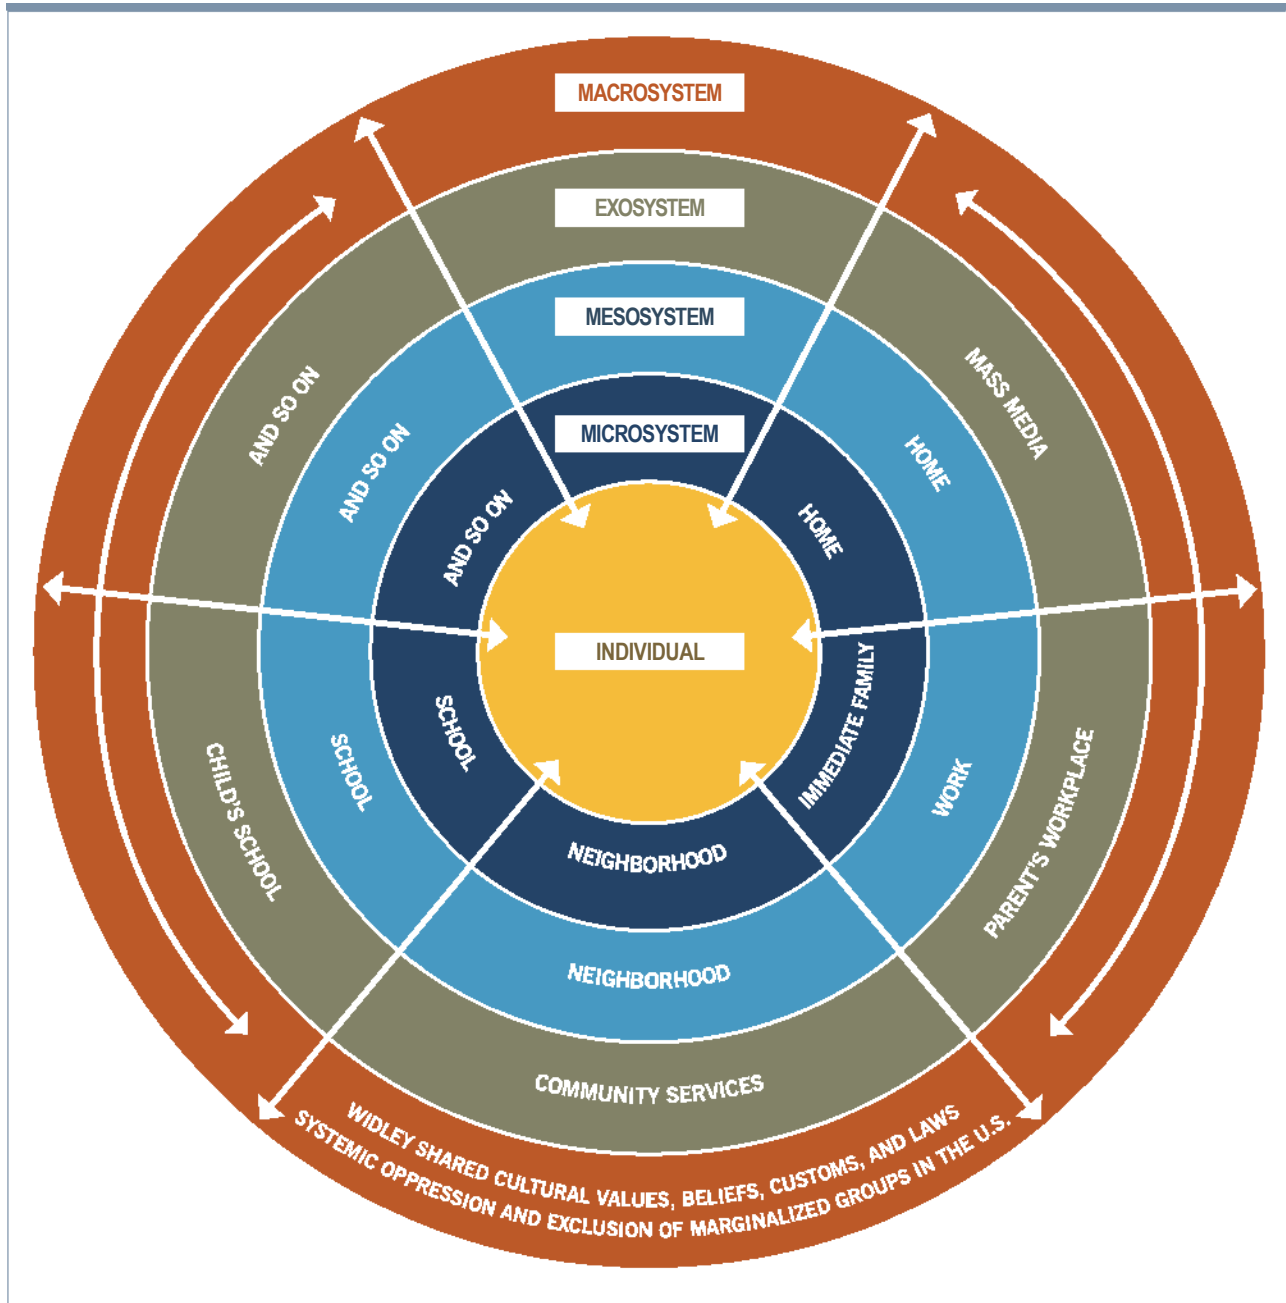 MACROSYSTEM
EXOSYSTEM
MESOSYSTEM
MICROSYSTEM
INDIVIDUAL
AND SO ON
AND SO ON
AND SO ON
HOME
HOME
MASS MEDIA
SCHOOL
SCHOOL
CHILD'S SCHOOL
IMMEDIATE FAMILY
WORK
PARENT'S WORKPLACE
NEIGHBORHOOD
NEIGHBORHOOD
COMMUNITY SERVICES
WIDLEY SHARED CULTURAL VALUES, BELIEFS, CUSTOMS, AND LAWS
SYSTEMIC OPPRESSION AND EXCLUSION OF MARGINALIZED GROUPS IN THE U.S.